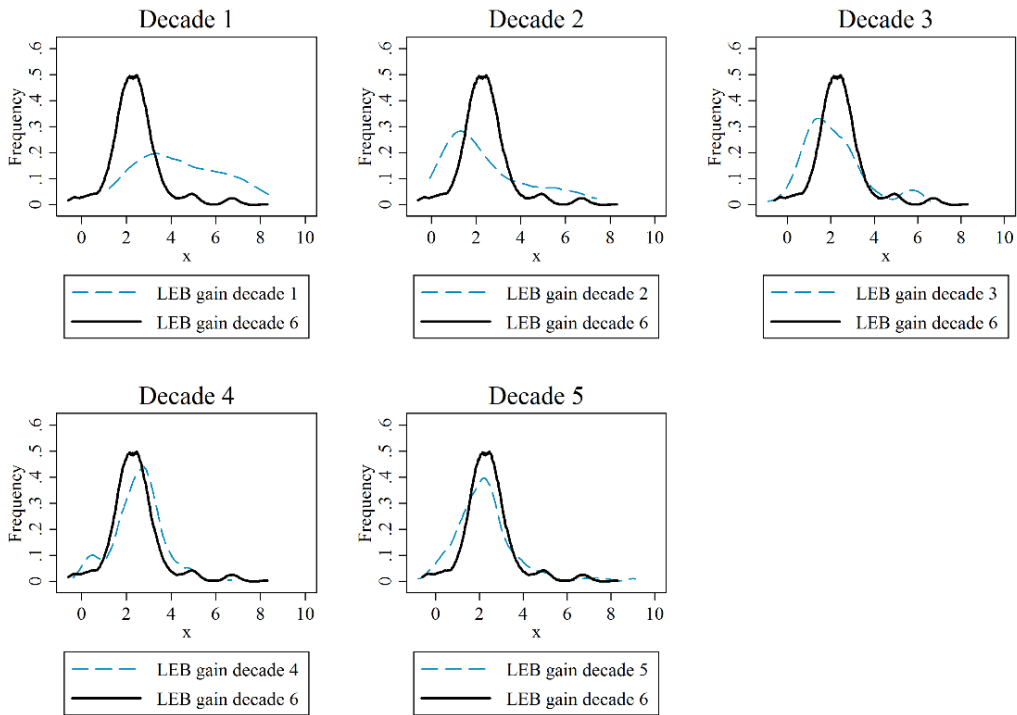 Decade 1
Frequency
.6
.5
.4
.3
.2
.1
0
0 2 4 6 8 10
x
LEB gain decade 1
LEB gain decade 6
Decade 2
Frequency
.6
.5
.4
.3
.2
.1
0
0 2 4 6 8 10
x
LEB gain decade 2
LEB gain decade 6
Decade 3
Frequency
.6
.5
.4
.3
.2
.1
0
0 2 4 6 8 10
x
LEB gain decade 3
LEB gain decade 6
Decade 4
Frequency
.6
.5
.4
.3
.2
.1
0
0 2 4 6 8 10
x
LEB gain decade 4
LEB gain decade 6
Decade 5
Frequency
.6
.5
.4
.3
.2
.1
0
0 2 4 6 8 10
x
LEB gain decade 5
LEB gain decade 6